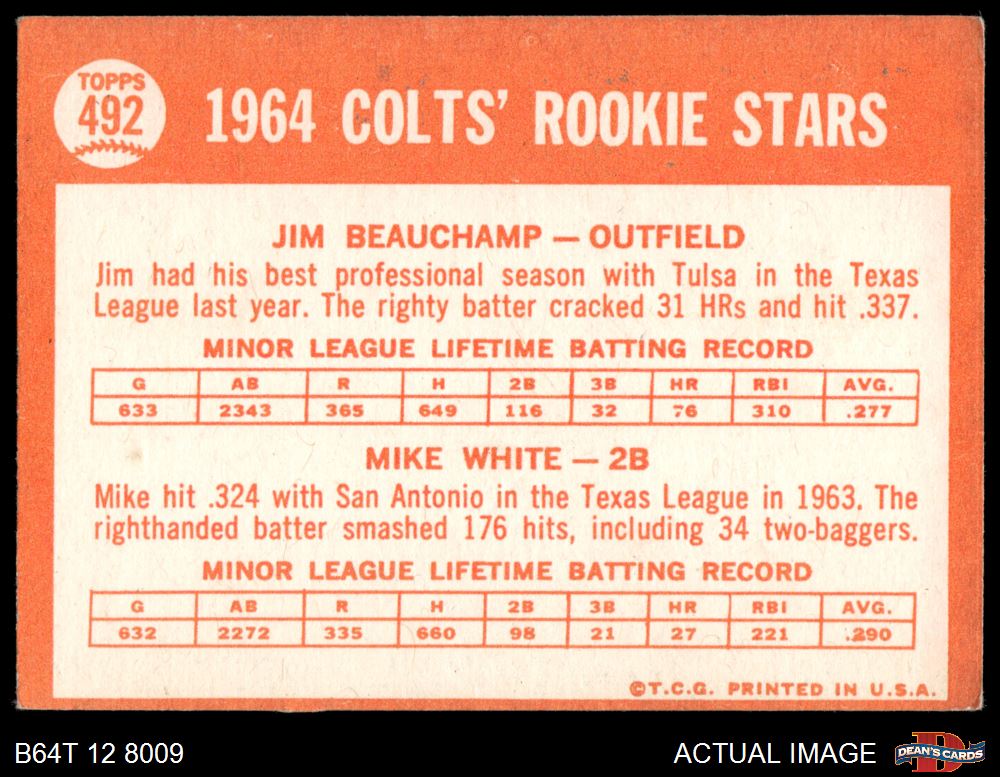 TOPPS
492
1964 COLTS' ROOKIE STARS
JIM BEAUCHAMP — OUTFIELD
Jim had his best professional season with Tulsa in the Texas
League last year. The righty batter cracked 31 HRs and hit .337.
MINOR LEAGUE LIFETIME BATTING RECORD
G AB R H 2B 3B HR RBI AVG.
633 2343 365 649 116 32 76 310 .277
MIKE WHITE — 2B
Mike hit .324 with San Antonio in the Texas League in 1963. The
righthanded batter smashed 176 hits, including 34 two-baggers.
MINOR LEAGUE LIFETIME BATTING RECORD
G AB R H 2B 3B HR RBI AVG.
632 2272 335 660 98 21 27 221 .290
©T.C.G. PRINTED IN U.S.A.
B64T 12 8009
ACTUAL IMAGE
D
DEAN'S CARDS